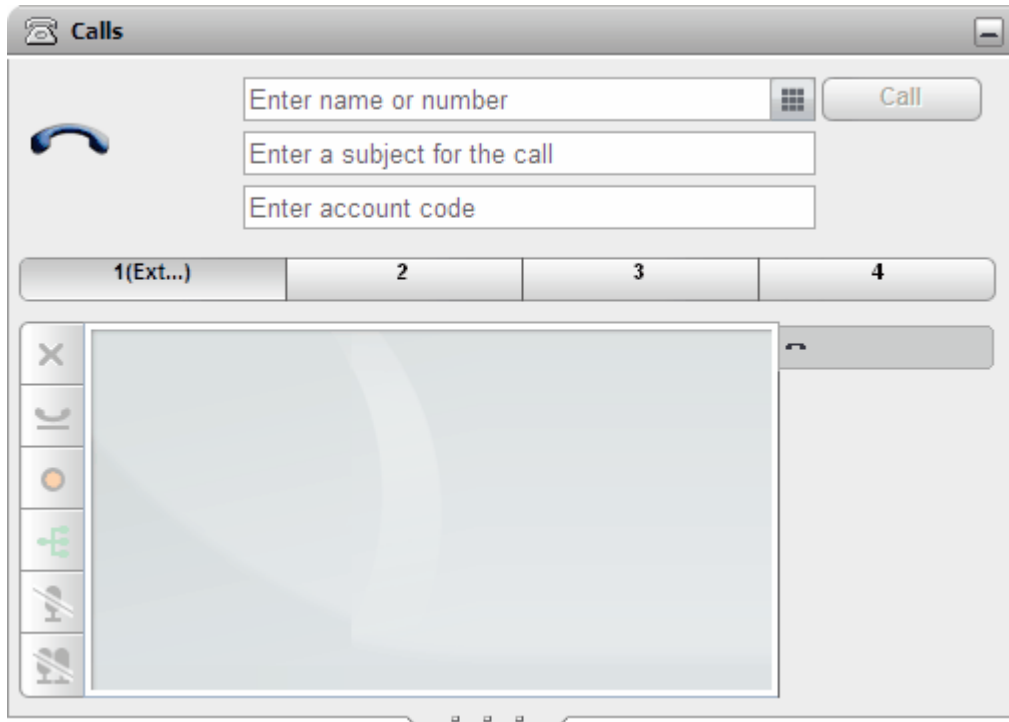 Calls
Enter name or number
Call
Enter a subject for the call
Enter account code
1(Ext...) 2 3 4